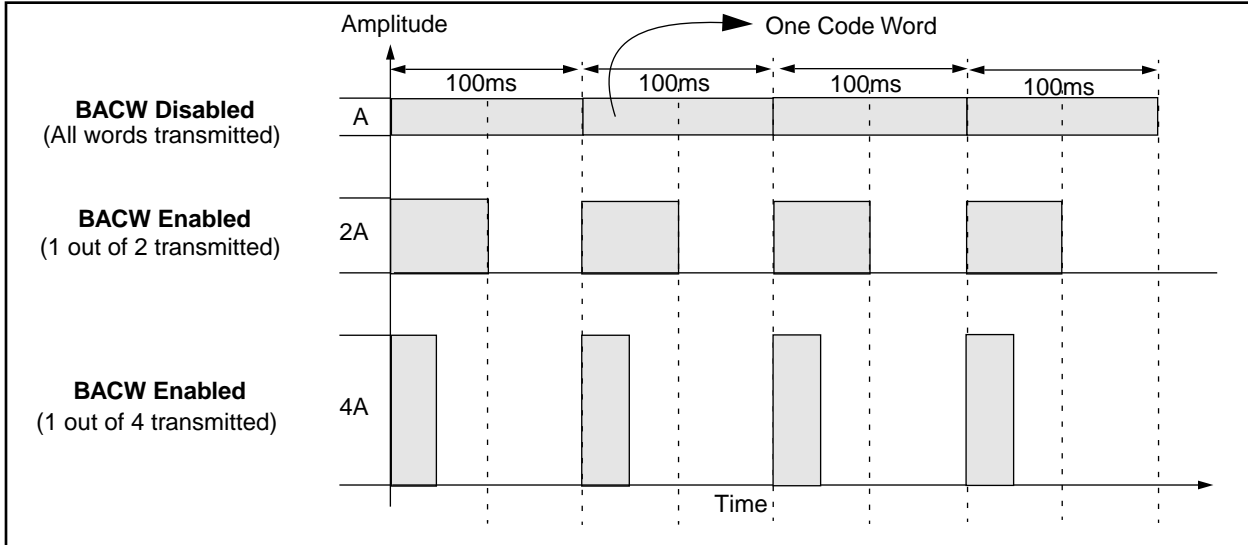 Amplitude
One Code Word
100ms 100ms 100ms 100ms
BACW Disabled
(All words transmitted)
A
BACW Enabled
(1 out of 2 transmitted)
2A
BACW Enabled
(1 out of 4 transmitted)
4A
Time